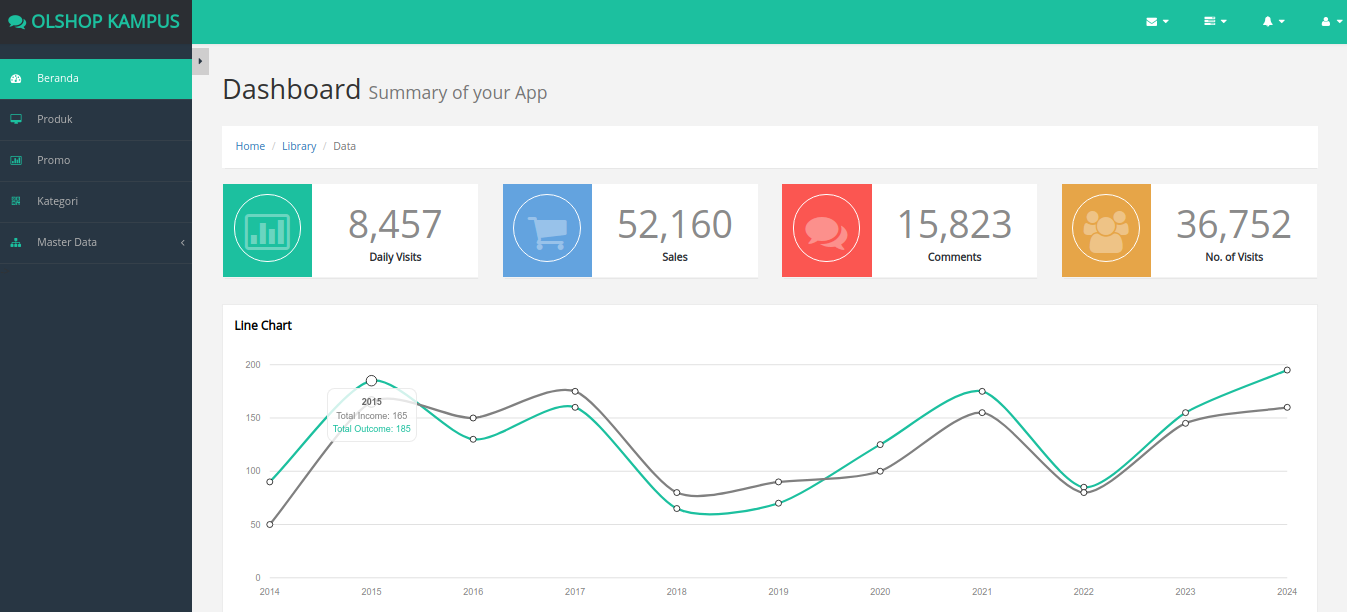 OLSHOP KAMPUS
Beranda
Produk
Promo
Kategori
Master Data
Dashboard Summary of your App
Home / Library / Data
8,457
Daily Visits
52,160
Sales
15,823
Comments
36,752
No. of Visits
Line Chart
200
150
100
50
0
2015
Total Income: 165
Total Outcome: 185
2014 2015 2016 2017 2018 2019 2020 2021 2022 2023 2024